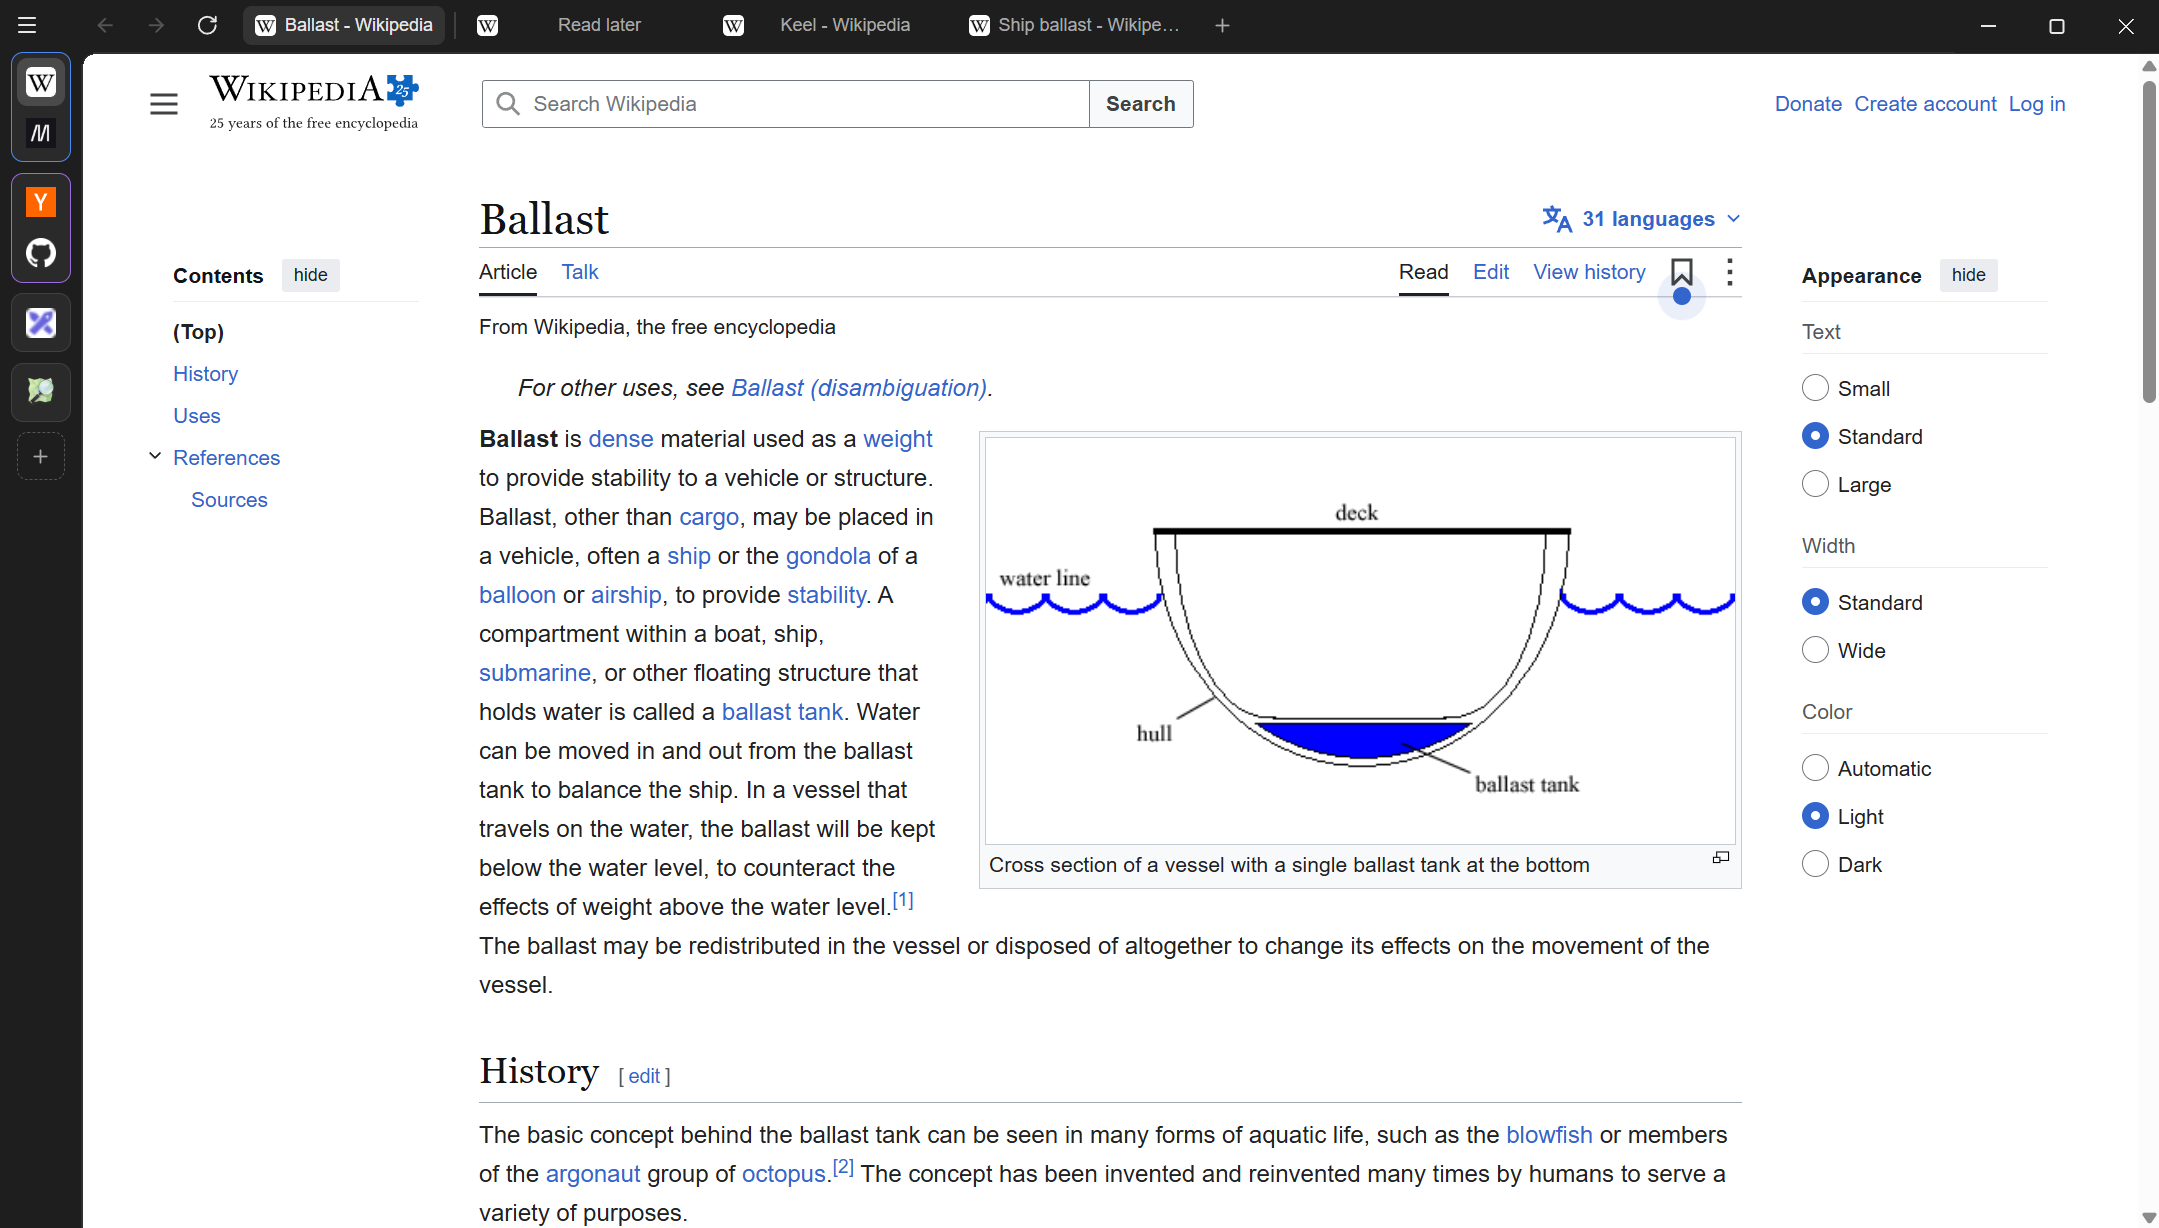 Ballast - Wikipedia
Read later
Keel - Wikipedia
Ship ballast - Wikipe...
WIKIPEDIA 25
25 years of the free encyclopedia
Search Wikipedia
Search
Donate Create account Log in
Ballast
31 languages
Contents hide
(Top)
History
Uses
References
Sources
Article Talk
Read Edit View history
From Wikipedia, the free encyclopedia
For other uses, see Ballast (disambiguation).
Ballast is dense material used as a weight
to provide stability to a vehicle or structure.
Ballast, other than cargo, may be placed in
a vehicle, often a ship or the gondola of a
balloon or airship, to provide stability. A
compartment within a boat, ship,
submarine, or other floating structure that
holds water is called a ballast tank. Water
can be moved in and out from the ballast
tank to balance the ship. In a vessel that
travels on the water, the ballast will be kept
below the water level, to counteract the
effects of weight above the water level.[1]
The ballast may be redistributed in the vessel or disposed of altogether to change its effects on the movement of the
vessel.
deck
water line
hull
ballast tank
Cross section of a vessel with a single ballast tank at the bottom
History [ edit ]
The basic concept behind the ballast tank can be seen in many forms of aquatic life, such as the blowfish or members
of the argonaut group of octopus.[2] The concept has been invented and reinvented many times by humans to serve a
variety of purposes.
Appearance hide
Text
Small
Standard
Large
Width
Standard
Wide
Color
Automatic
Light
Dark